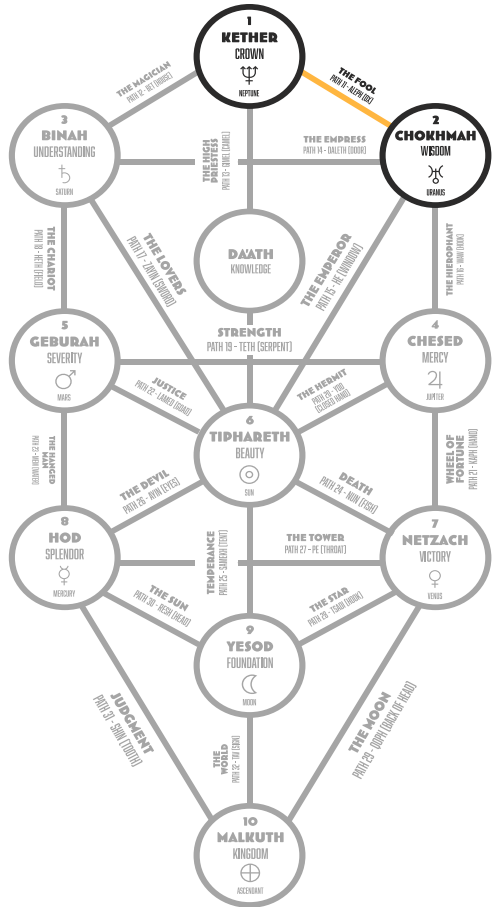 1
KETHER
CROWN
NEPTUNE
THE MAGICIAN
PATH 12 - BET (HOUSE)
THE FOOL
PATH 11 - ALEPH (OX)
3
BINAH
UNDERSTANDING
SATURN
THE HIGH
PRIESTESS
PATH 13 - GIMEL (CAMEL)
THE EMPRESS
PATH 14 - DALETH (DOOR)
2
CHOKHMAH
WISDOM
URANUS
THE CHARIOT
PATH 18 - HETH (FIELD)
THE LOVERS
PATH 17 - ZAYIN (SWORD)
DA'ATH
KNOWLEDGE
THE EMPEROR
PATH 15 - HE (WINDOW)
THE HIEROPHANT
PATH 16 - VAV (HOOK)
STRENGTH
PATH 19 - TETH (SERPENT)
5
GEBURAH
SEVERITY
MARS
4
CHESED
MERCY
JUPITER
JUSTICE
PATH 22 - LAMED (GOAD)
THE HERMIT
PATH 20 - YOD
(CLOSED HAND)
6
TIPHARETH
BEAUTY
SUN
THE HANGED
MAN
PATH 23 - MEM (WATER)
THE DEVIL
PATH 26 - AYIN (EYES)
DEATH
PATH 24 - NUN (FISH)
WHEEL OF
FORTUNE
PATH 21 - KAPH (HAND)
8
HOD
SPLENDOR
MERCURY
TEMPERANCE
PATH 25 - SAMEKH (TENT)
THE TOWER
PATH 27 - PE (THROAT)
7
NETZACH
VICTORY
VENUS
THE SUN
PATH 30 - RESH (HEAD)
THE STAR
PATH 28 - TSADI (HOOK)
9
YESOD
FOUNDATION
MOON
JUDGMENT
PATH 31 - SHIN (TOOTH)
THE
WORLD
PATH 32 - TAV (SIGN)
THE MOON
PATH 29 - QOPH (BACK OF HEAD)
10
MALKUTH
KINGDOM
ASCENDANT